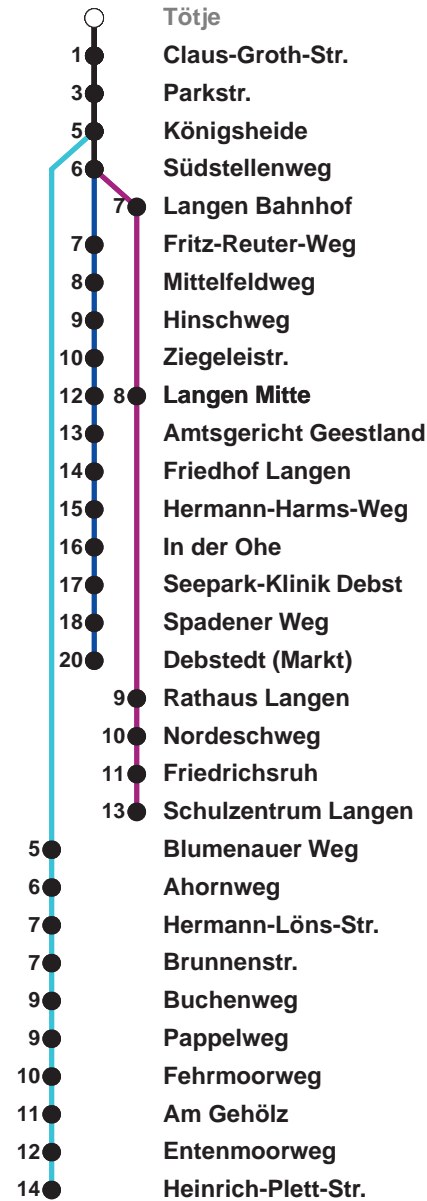 Tötje
1 Claus-Groth-Str.
3 Parkstr.
5 Königsheide
6 Südstellenweg
7 Langen Bahnhof
7 Fritz-Reuter-Weg
8 Mittelfeldweg
9 Hinschweg
10 Ziegeleistr.
12 8 Langen Mitte
13 Amtsgericht Geestland
14 Friedhof Langen
15 Hermann-Harms-Weg
16 In der Ohe
17 Seepark-Klinik Debst
18 Spadener Weg
20 Debstedt (Markt)
9 Rathaus Langen
10 Nordeschweg
11 Friedrichsruh
13 Schulzentrum Langen
5 Blumenauer Weg
6 Ahornweg
7 Hermann-Löns-Str.
7 Brunnenstr.
9 Buchenweg
9 Pappelweg
10 Fehrmoorweg
11 Am Gehölz
12 Entenmoorweg
14 Heinrich-Plett-Str.